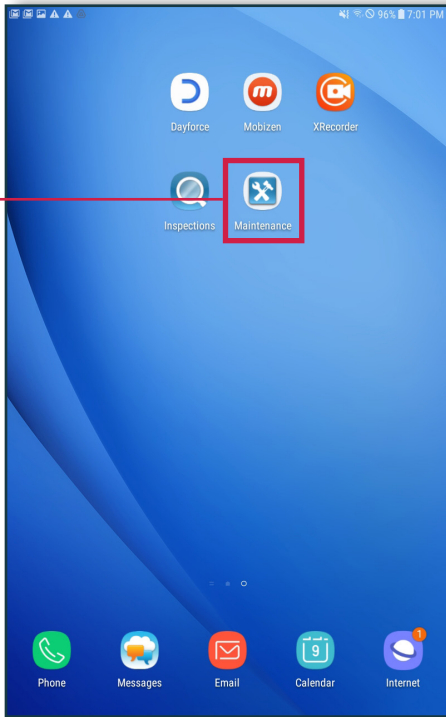 96% 7:01 PM
Dayforce Mobizen XRecorder
Inspections Maintenance
9
1
Phone Messages Email Calendar Internet